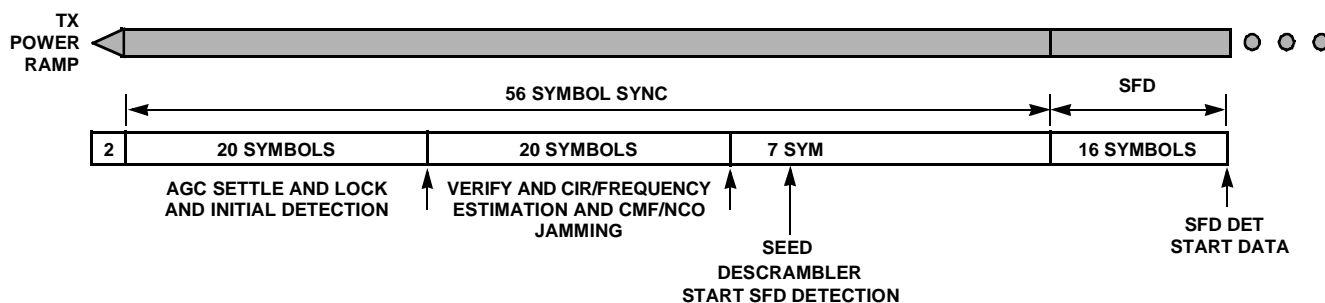 TX
POWER
RAMP
56 SYMBOL SYNC
SFD
2
20 SYMBOLS
20 SYMBOLS
7 SYM
16 SYMBOLS
AGC SETTLE AND LOCK
AND INITIAL DETECTION
VERIFY AND CIR/FREQUENCY
ESTIMATION AND CMF/NCO
JAMMING
SEED
DESCRAMBLER
START SFD DETECTION
SFD DET
START DATA